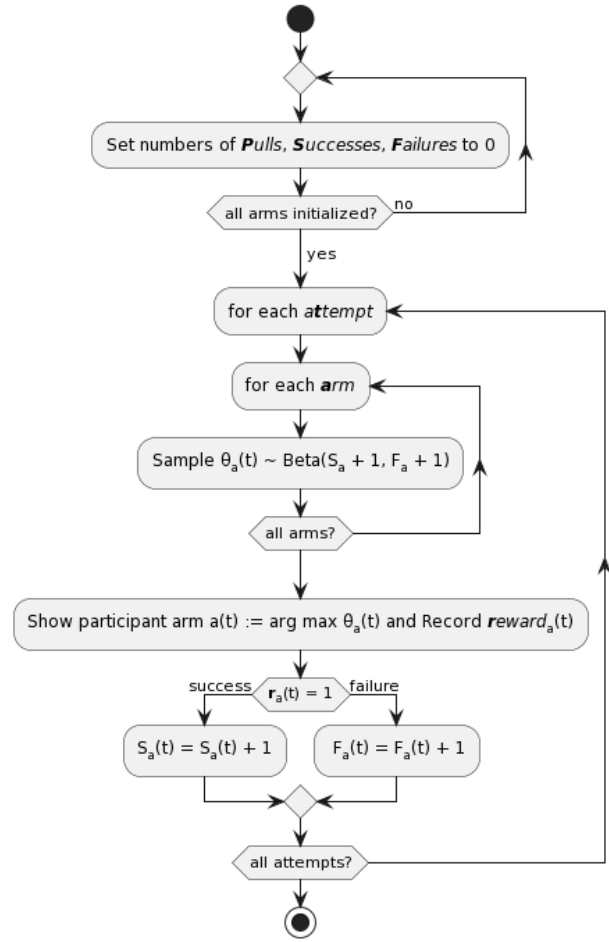 Set numbers of Pulls, Successes, Failures to 0
all arms initialized?
no
yes
for each attempt
for each arm
Sample θa(t) ~ Beta(Sa + 1, Fa + 1)
all arms?
Show participant arm a(t) := arg max θa(t) and Record rewarda(t)
success
ra(t) = 1
failure
Sa(t) = Sa(t) + 1
Fa(t) = Fa(t) + 1
all attempts?